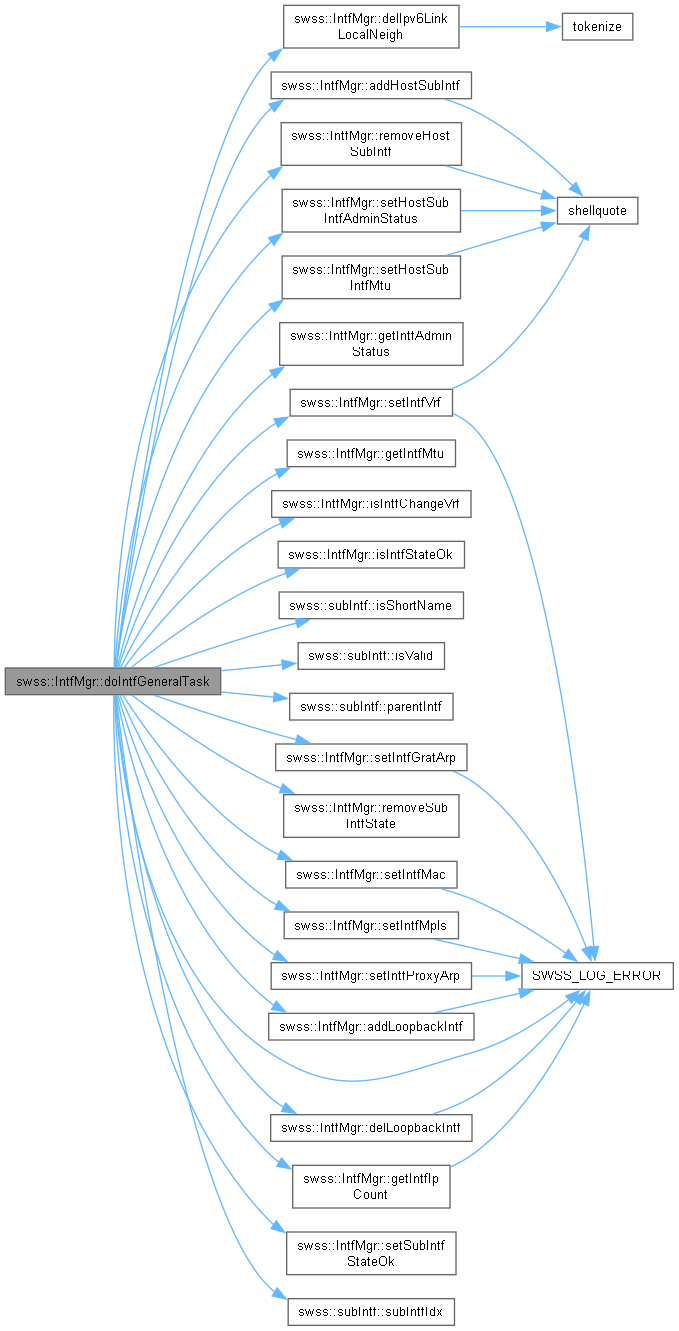 swss::IntfMgr::delIpv6Link
LocalNeigh
tokenize
swss::IntfMgr::addHostSubIntf
swss::IntfMgr::removeHost
SubIntf
swss::IntfMgr::setHostSub
IntfAdminStatus
shellquote
swss::IntfMgr::setHostSub
IntfMtu
swss::IntfMgr::getIntfAdmin
Status
swss::IntfMgr::setIntfVrf
swss::IntfMgr::getIntfMtu
swss::IntfMgr::isIntfChangeVrf
swss::IntfMgr::isIntfStateOk
swss::subIntf::isShortName
swss::subIntf::isValid
swss::IntfMgr::doIntfGeneralTask
swss::subIntf::parentIntf
swss::IntfMgr::setIntfGratArp
swss::IntfMgr::removeSub
IntfState
swss::IntfMgr::setIntfMac
swss::IntfMgr::setIntfMpls
swss::IntfMgr::setIntfProxyArp
SWSS_LOG_ERROR
swss::IntfMgr::addLoopbackIntf
swss::IntfMgr::delLoopbackIntf
swss::IntfMgr::getIntfIp
Count
swss::IntfMgr::setSubIntf
StateOk
swss::subIntf::subIntfIdx